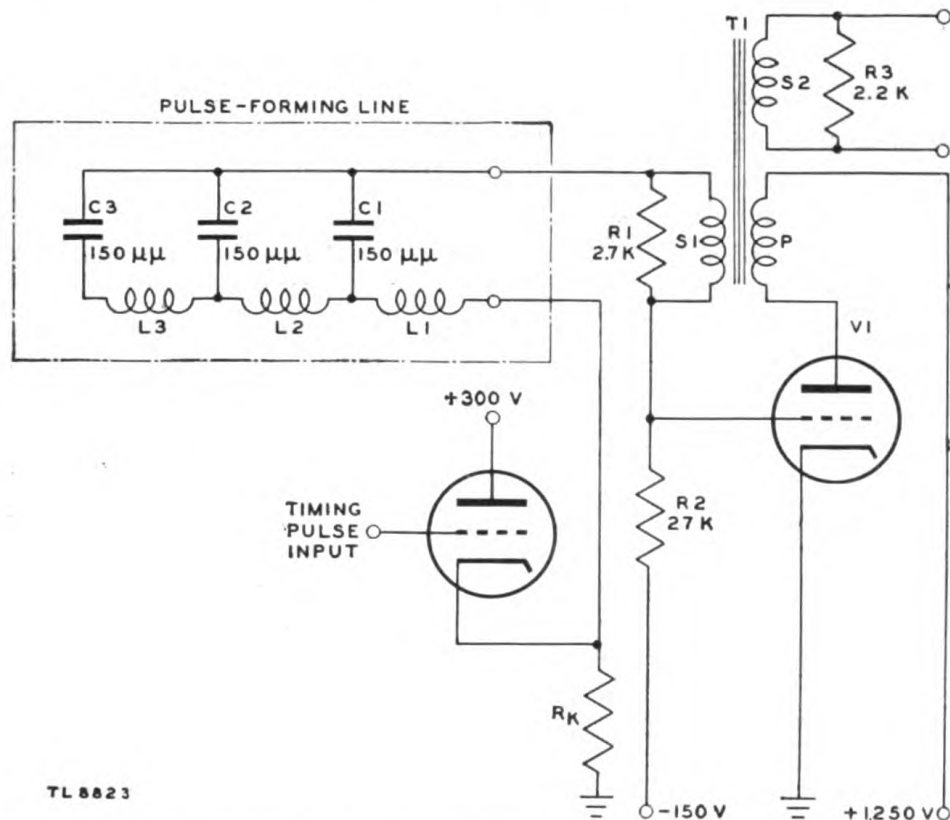 T1
S2
R3
2.2 K
PULSE-FORMING LINE
C3
150 μμ
C2
150 μμ
C1
150 μμ
L3
L2
L1
R1
2.7 K
S1
P
V1
+300 V
TIMING
PULSE
INPUT
R2
27 K
RK
TL 8823
-150 V
+1,250 V